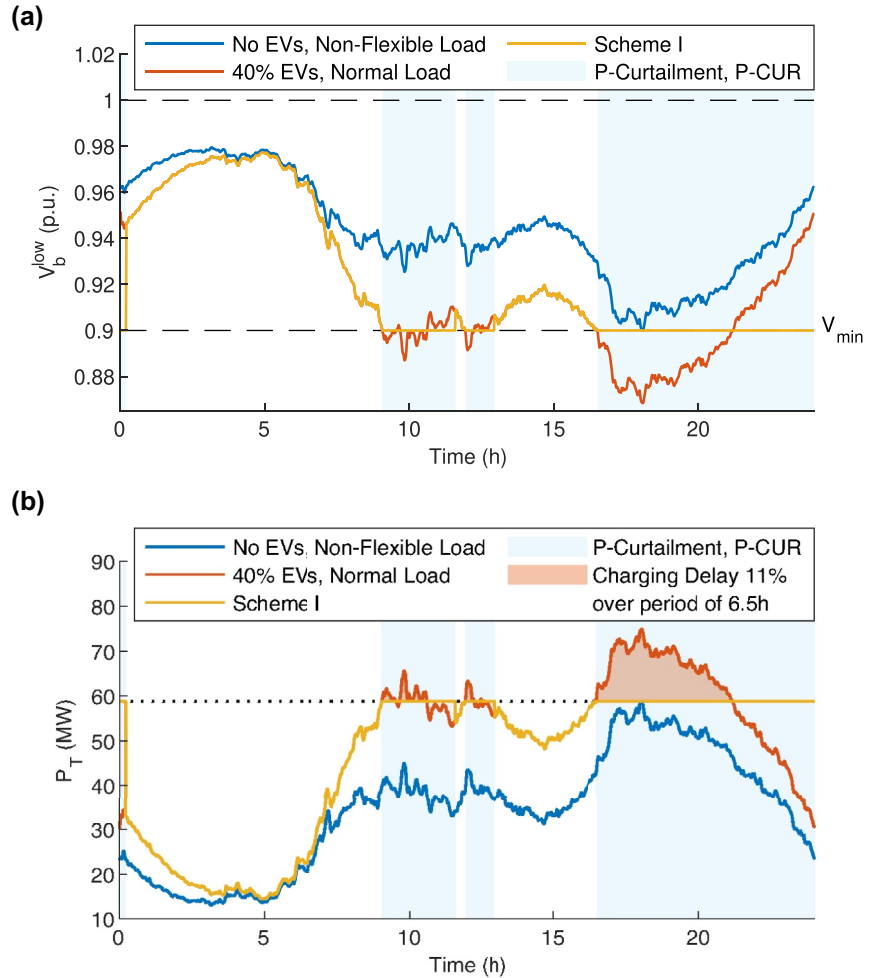 (a)
No EVs, Non-Flexible Load
Scheme I
40% EVs, Normal Load
P-Curtailment, P-CUR
1.02
1
0.98
0.96
0.94
0.92
0.9
0.88
V_b^low (p.u.)
V_min
0
5
10
15
20
Time (h)
(b)
No EVs, Non-Flexible Load
P-Curtailment, P-CUR
40% EVs, Normal Load
Charging Delay 11%
Scheme I
over period of 6.5h
90
80
70
60
50
40
30
20
10
P_T (MW)
0
5
10
15
20
Time (h)